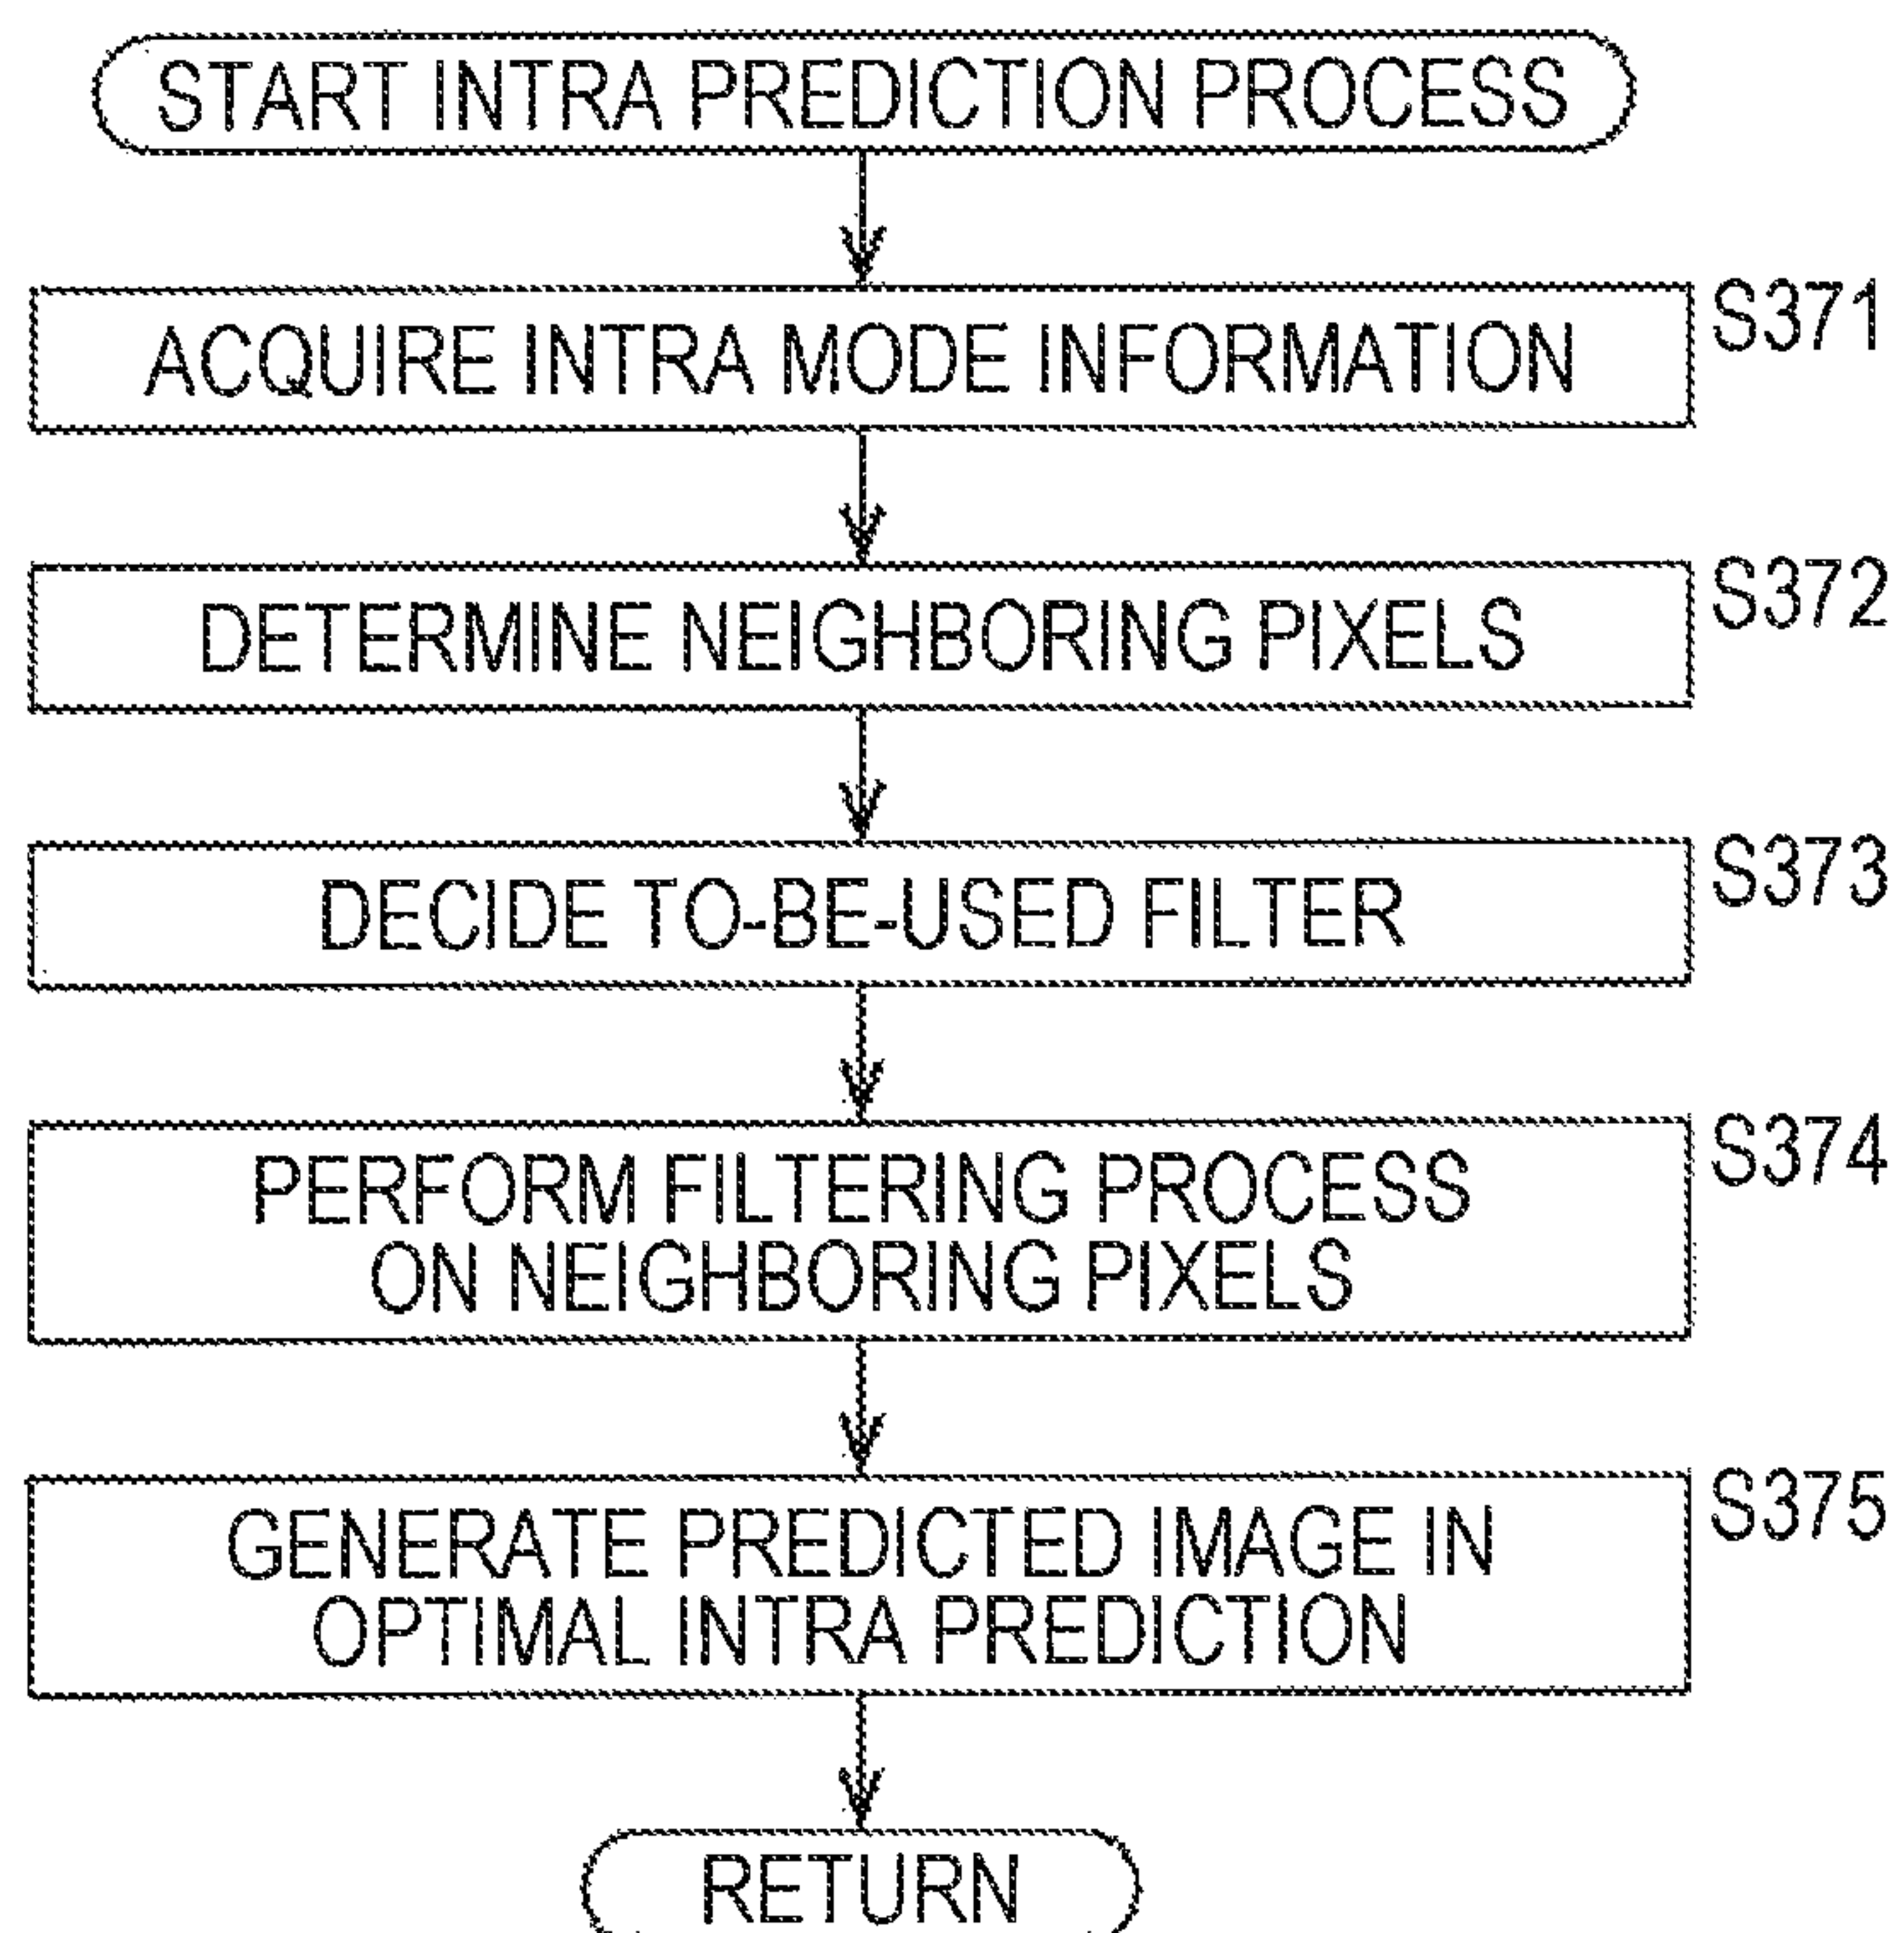 START INTRA PREDICTION PROCESS
ACQUIRE INTRA MODE INFORMATION
S371
DETERMINE NEIGHBORING PIXELS
S372
DECIDE TO-BE-USED FILTER
S373
PERFORM FILTERING PROCESS
ON NEIGHBORING PIXELS
S374
GENERATE PREDICTED IMAGE IN
OPTIMAL INTRA PREDICTION
S375
RETURN